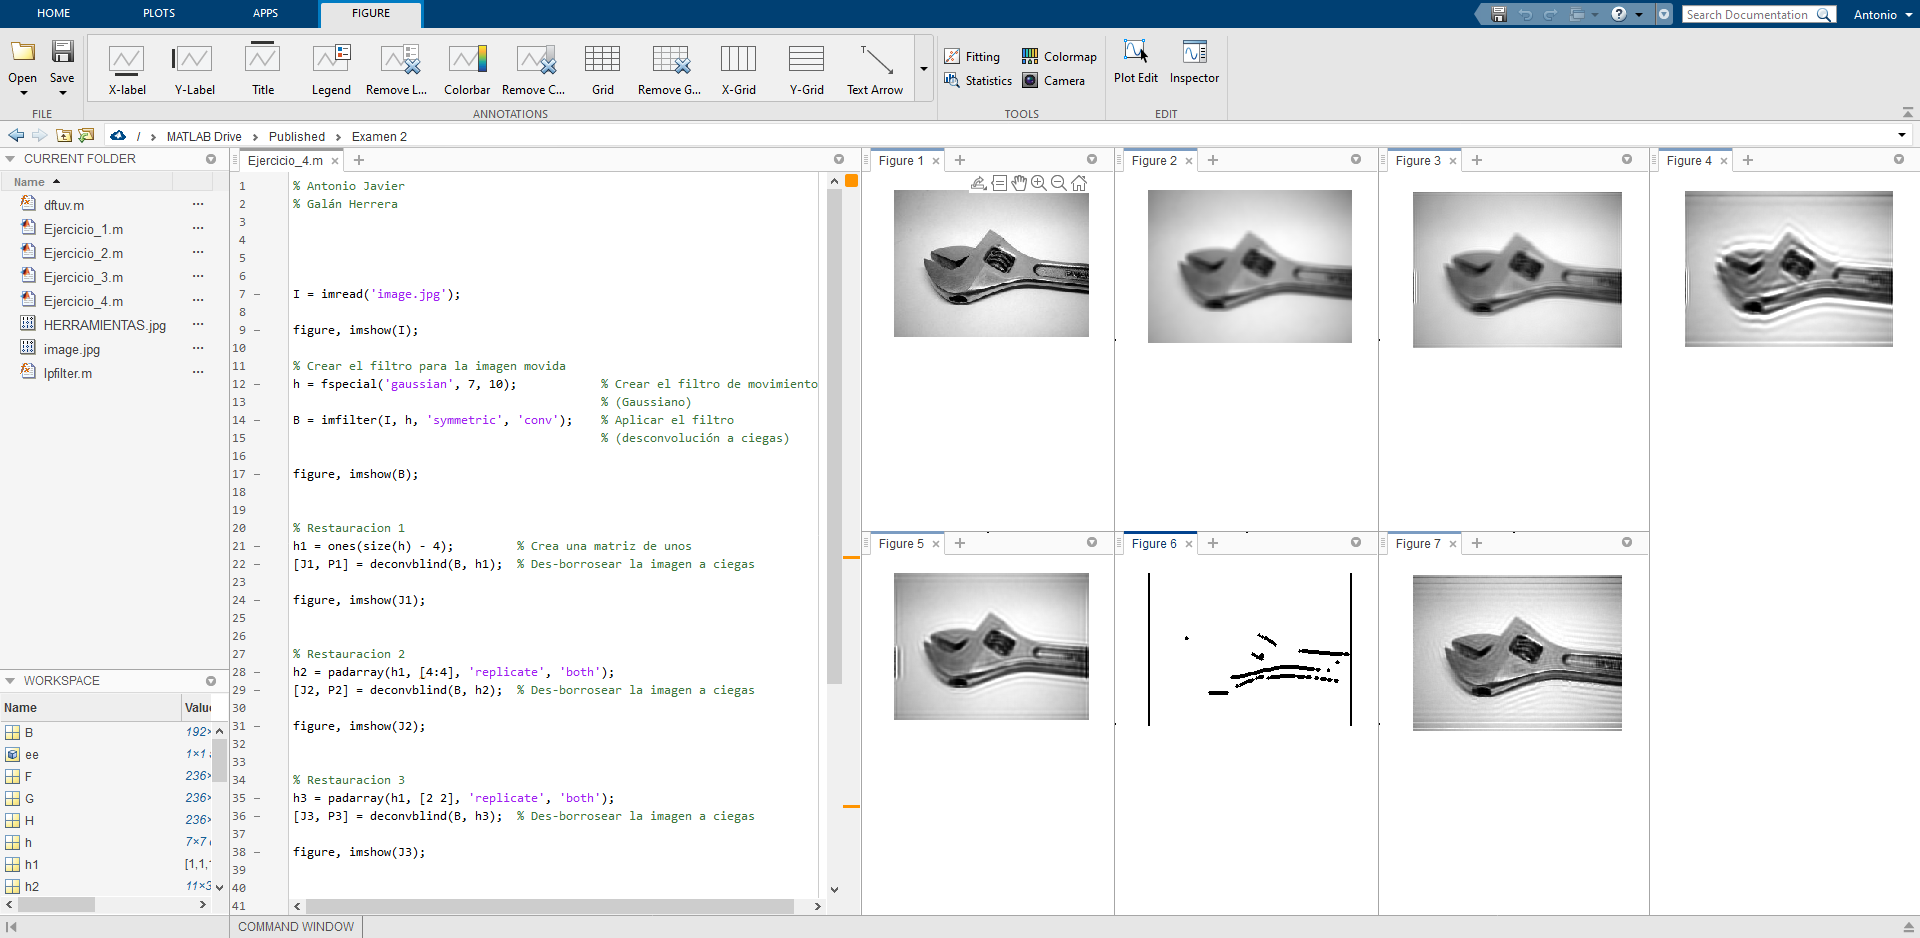 HOME PLOTS APPS FIGURE
Search Documentation Antonio
Open Save X-label Y-Label Title Legend Remove L... Colorbar Remove C... Grid Remove G... X-Grid Y-Grid Text Arrow
Fitting Colormap
Statistics Camera
Plot Edit Inspector
FILE ANNOTATIONS TOOLS EDIT
/ MATLAB Drive Published Examen 2
CURRENT FOLDER
Name
dftuv.m
Ejercicio_1.m
Ejercicio_2.m
Ejercicio_3.m
Ejercicio_4.m
HERRAMIENTAS.jpg
image.jpg
lpfilter.m
WORKSPACE
Name Valu
B 192×
ee 1×1
F 236×
G 236×
H 236×
h 7×7
h1 [1,1,
h2 11×3
Ejercicio_4.m
1 % Antonio Javier
2 % Galán Herrera
3
4
5
6
7 I = imread('image.jpg');
8
9 figure, imshow(I);
10
11 % Crear el filtro para la imagen movida
12 h = fspecial('gaussian', 7, 10); % Crear el filtro de movimiento
13 % (Gaussiano)
14 B = imfilter(I, h, 'symmetric', 'conv'); % Aplicar el filtro
15 % (desconvolución a ciegas)
16
17 figure, imshow(B);
18
19
20 % Restauracion 1
21 h1 = ones(size(h) - 4); % Crea una matriz de unos
22 [J1, P1] = deconvblind(B, h1); % Des-borrosear la imagen a ciegas
23
24 figure, imshow(J1);
25
26
27 % Restauracion 2
28 h2 = padarray(h1, [4:4], 'replicate', 'both');
29 [J2, P2] = deconvblind(B, h2); % Des-borrosear la imagen a ciegas
30
31 figure, imshow(J2);
32
33
34 % Restauracion 3
35 h3 = padarray(h1, [2 2], 'replicate', 'both');
36 [J3, P3] = deconvblind(B, h3); % Des-borrosear la imagen a ciegas
37
38 figure, imshow(J3);
39
40
41
Figure 1 Figure 2 Figure 3 Figure 4
Figure 5 Figure 6 Figure 7
COMMAND WINDOW